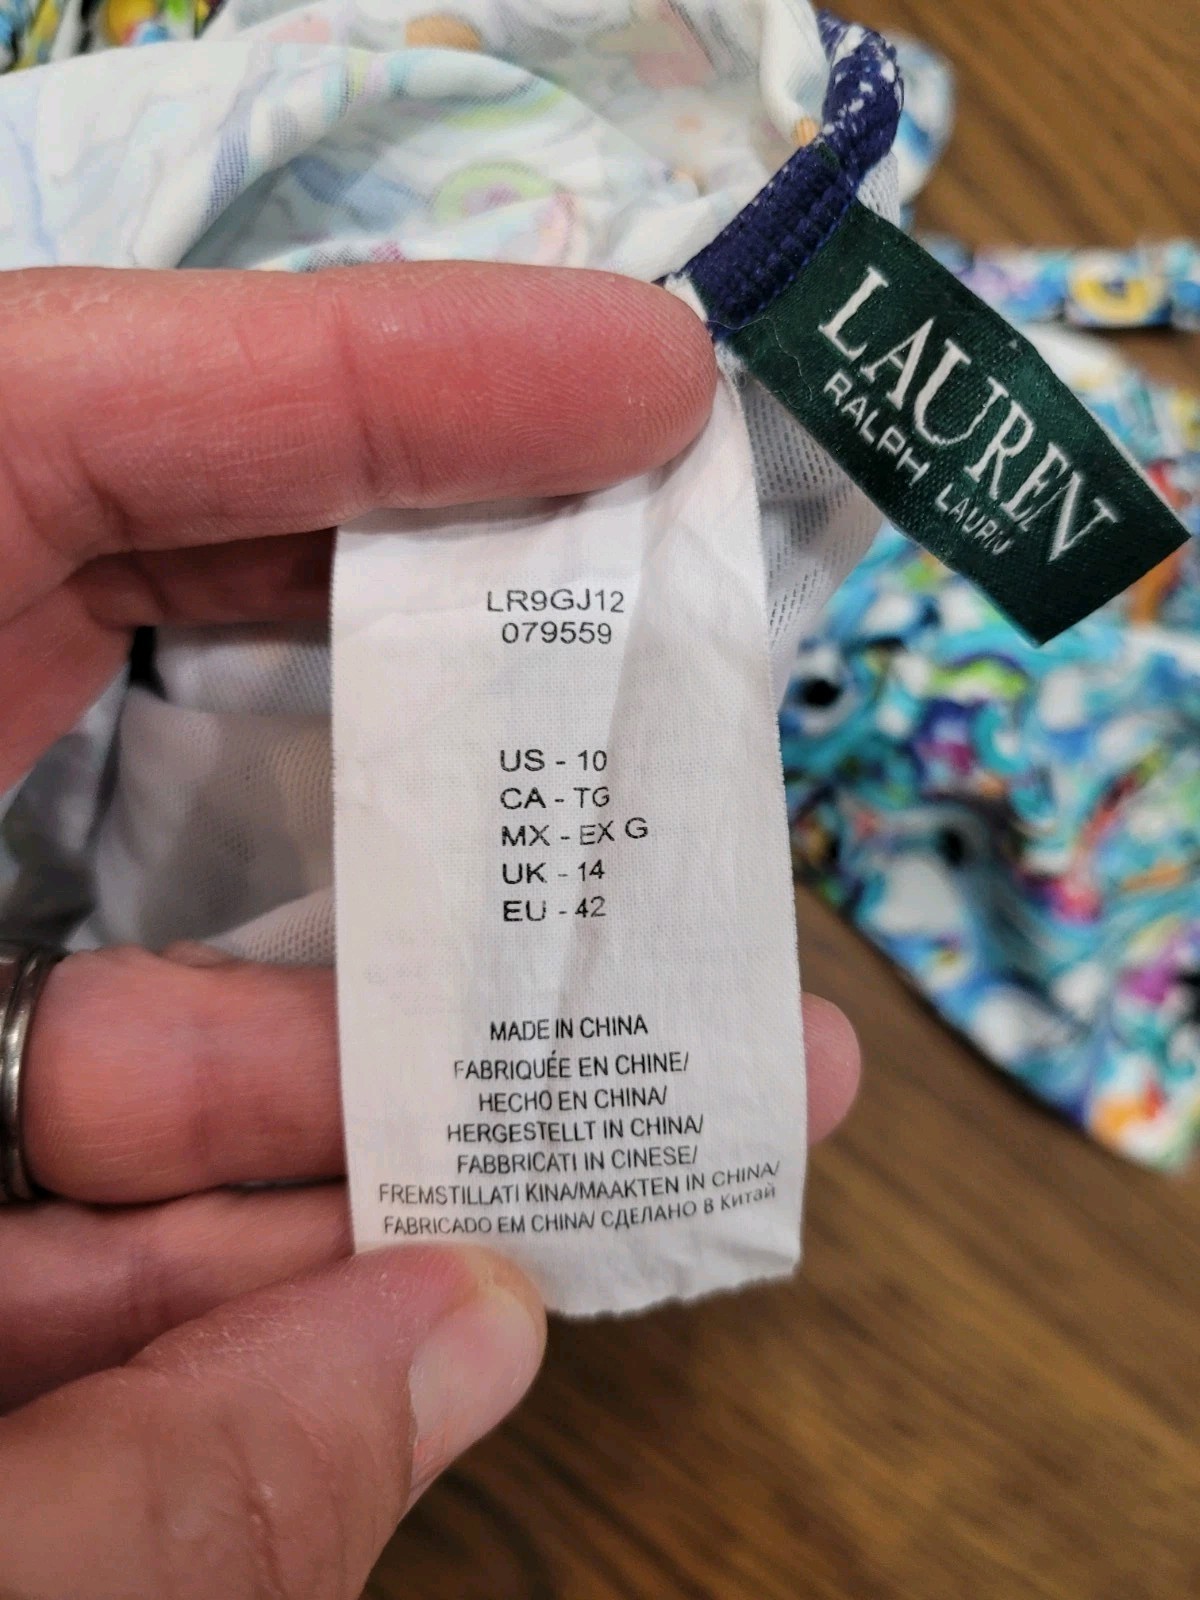 LAUREN
RALPH LAUREN
LR9GJ12
079559
US - 10
CA - TG
MX - EX G
UK - 14
EU - 42
MADE IN CHINA
FABRIQUÉE EN CHINE/
HECHO EN CHINA/
HERGESTELLT IN CHINA/
FABBRICATI IN CINESE/
FREMSTILLATI KINA/MAAKTEN IN CHINA/
FABRICADO EM CHINA/ СДЕЛАНО В Китай